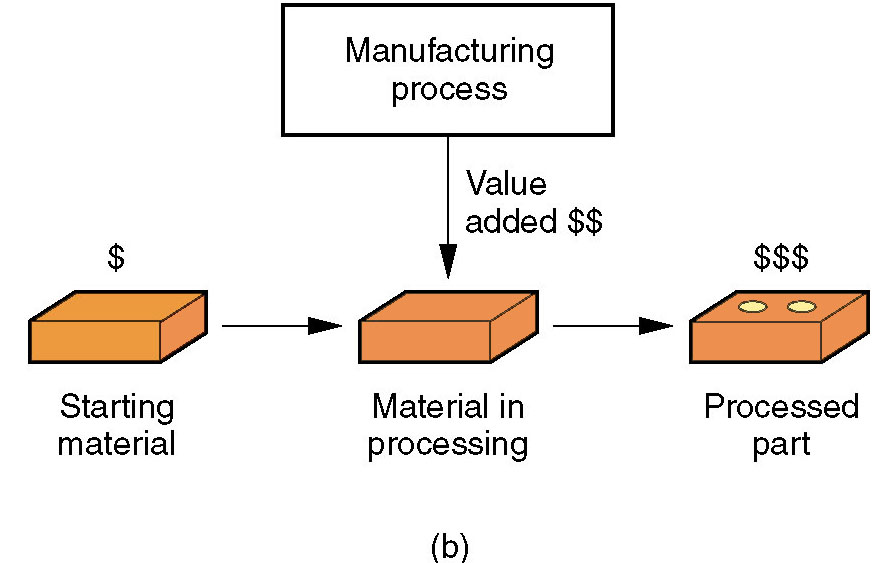 Manufacturing
process
Value
added $$
$
$$$
Starting
material
Material in
processing
Processed
part
(b)